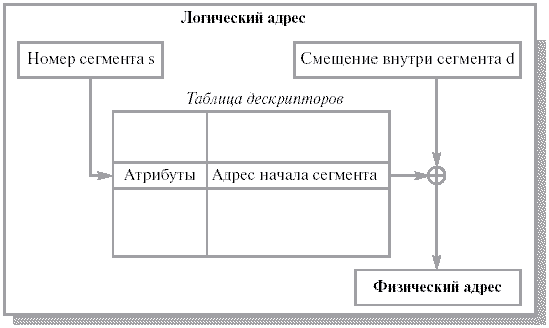 Логический адрес
Номер сегмента s
Смещение внутри сегмента d
Таблица дескрипторов
Атрибуты
Адрес начала сегмента
Физический адрес